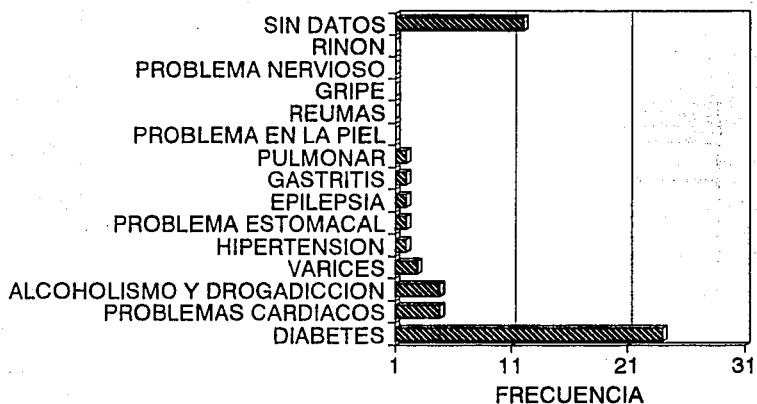 SIN DATOS
RINON
PROBLEMA NERVIOSO
GRIPE
REUMAS
PROBLEMA EN LA PIEL
PULMONAR
GASTRITIS
EPILEPSIA
PROBLEMA ESTOMACAL
HIPERTENSION
VARICES
ALCOHOLISMO Y DROGADICCION
PROBLEMAS CARDIACOS
DIABETES
1 11 21 31
FRECUENCIA